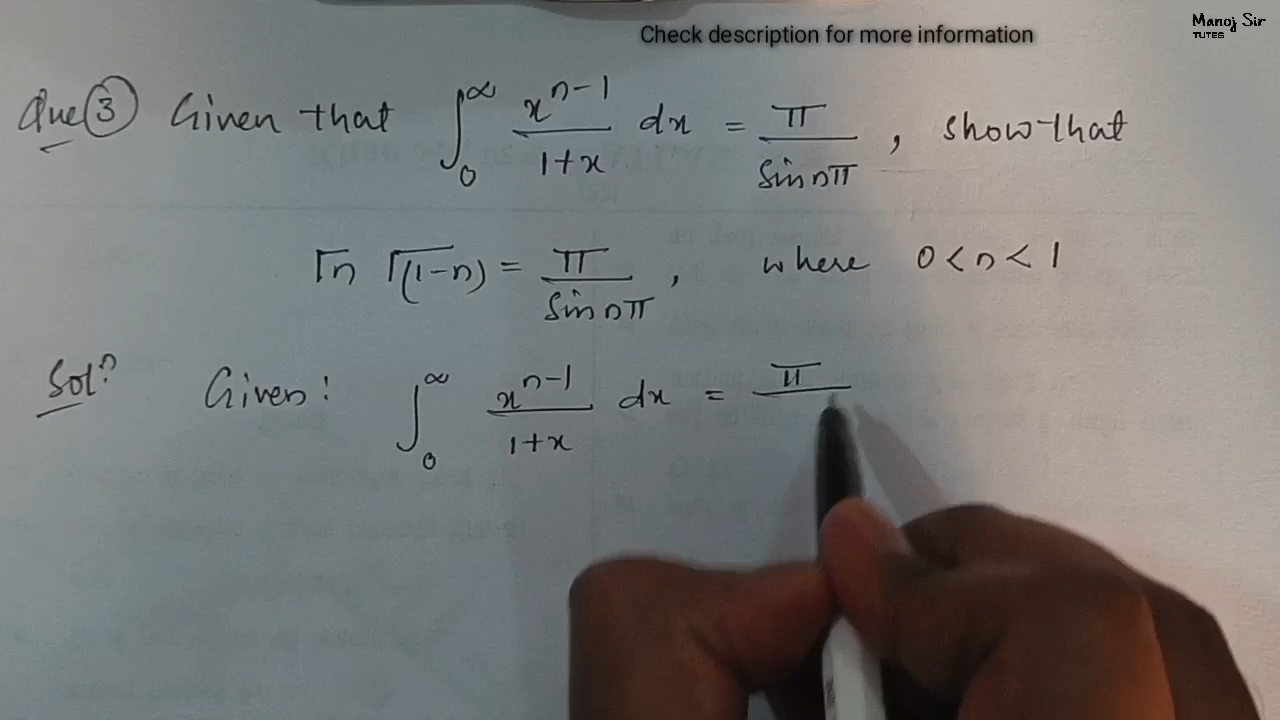 Check description for more information
Manoj Sir
TUTES
Que ③ Given that ∫₀^∞ x^(n-1)/(1+x) dx = π/sin nπ , show that
Γn Γ(1-n) = π/sin nπ , where 0 < n < 1
Solⁿ. Given: ∫₀^∞ x^(n-1)/(1+x) dx = π/